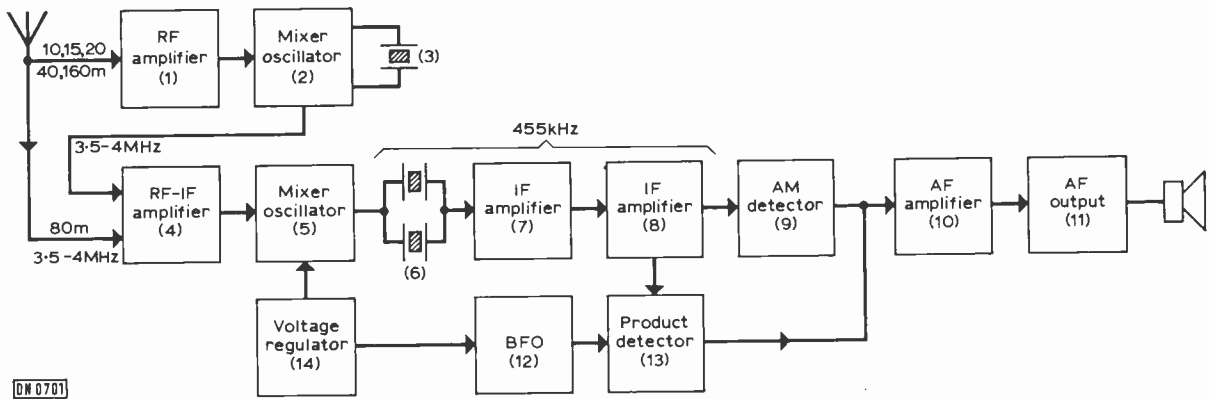 10,15,20
40,160m
RF
amplifier
(1)
Mixer
oscillator
(2)
(3)
3·5-4MHz
455kHz
RF-IF
amplifier
(4)
80m
3·5-4MHz
Mixer
oscillator
(5)
(6)
IF
amplifier
(7)
IF
amplifier
(8)
AM
detector
(9)
AF
amplifier
(10)
AF
output
(11)
Voltage
regulator
(14)
BFO
(12)
Product
detector
(13)
DN 0701